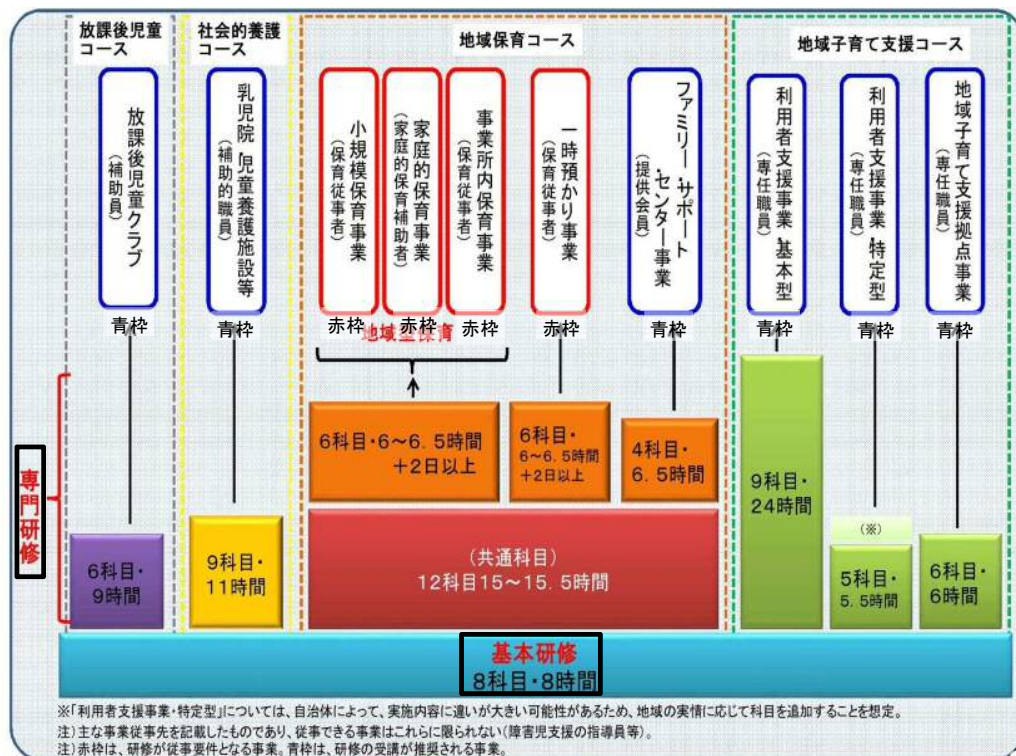 放課後児童
コース
社会的養護
コース
地域保育コース
地域子育て支援コース
放課後児童クラブ
(補助員)
乳児院・児童養護施設等
(補助的職員)
小規模保育事業
(保育従事者)
家庭的保育事業
(家庭的保育補助者)
事業所内保育事業
(保育従事者)
一時預かり事業
(保育従事者)
ファミリー・サポート
・センター事業
(提供会員)
利用者支援事業・基本型
(専任職員)
利用者支援事業・特定型
(専任職員)
地域子育て支援拠点事業
(専任職員)
青枠
青枠
赤枠
赤枠
赤枠
赤枠
青枠
青枠
青枠
青枠
地域型保育
専門研修
6科目・
9時間
9科目・
11時間
6科目・6~6.5時間
+2日以上
6科目・
6~6.5時間
+2日以上
4科目・
6.5時間
(共通科目)
12科目15~15.5時間
9科目・
24時間
(※)
5科目・
5.5時間
6科目・
6時間
基本研修
8科目・8時間
※「利用者支援事業・特定型」については、自治体によって、実施内容に違いが大きい可能性があるため、地域の実情に応じて科目を追加することを想定。
注)主な事業従事先を記載したものであり、従事できる事業はこれらに限られない(障害児支援の指導員等)。
注)赤枠は、研修が従事要件となる事業。青枠は、研修の受講が推奨される事業。